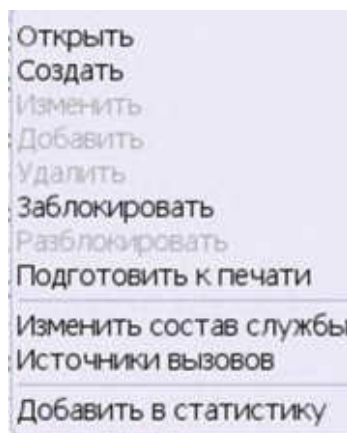 Открыть
Создать
Изменить
Добавить
Удалить
Заблокировать
Разблокировать
Подготовить к печати
Изменить состав службы
Источники вызовов
Добавить в статистику